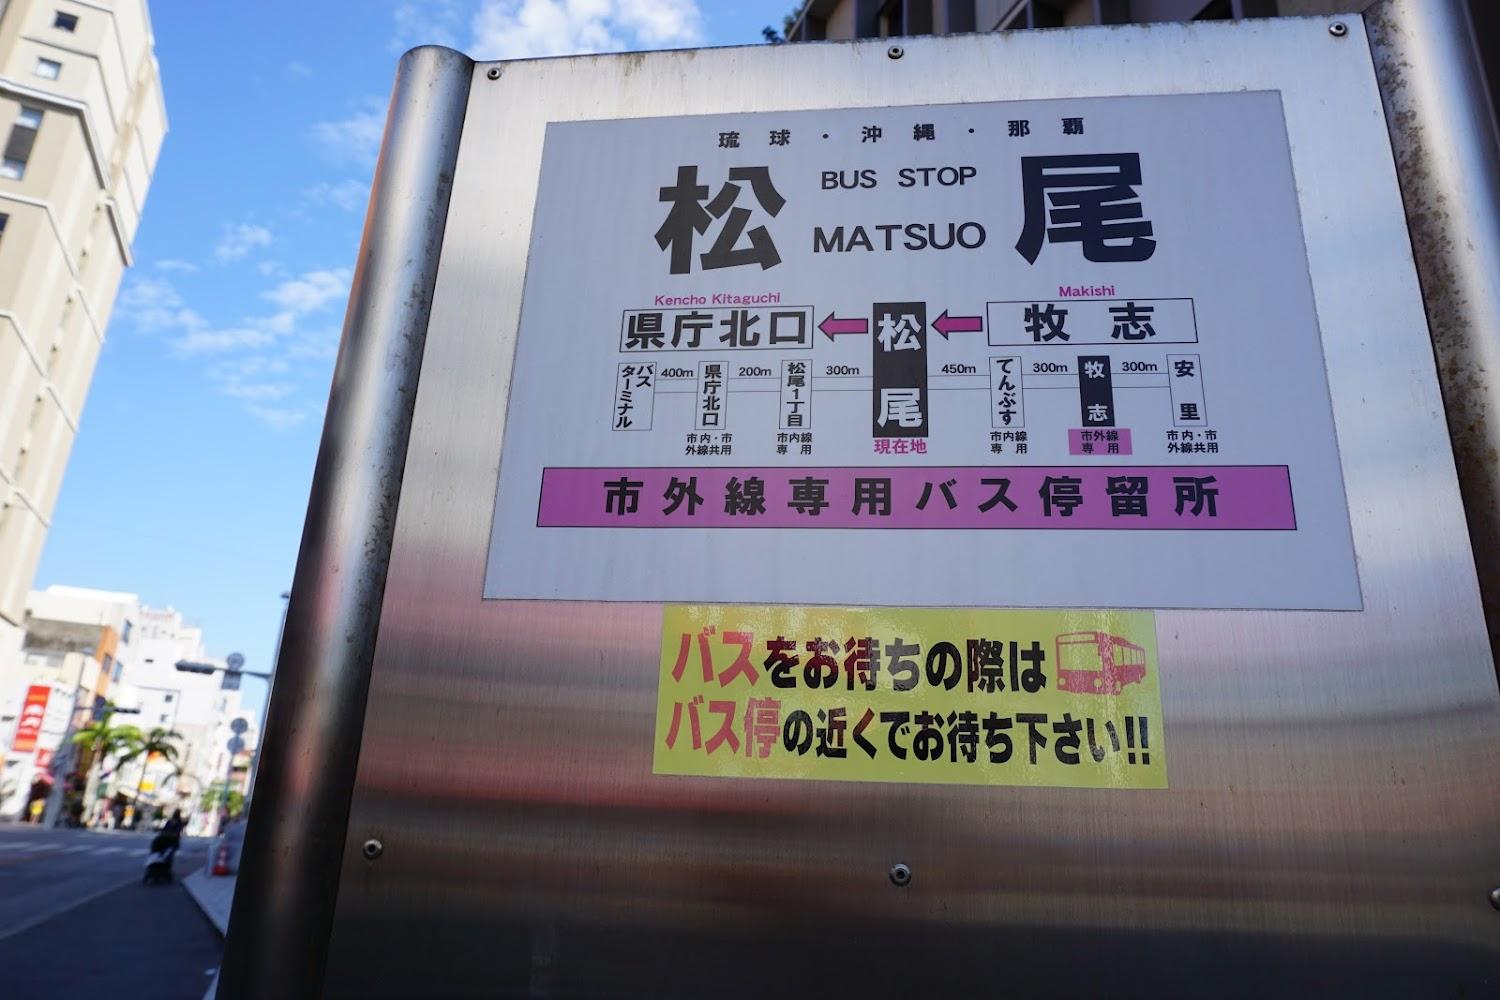 琉球・沖縄・那覇
松尾
BUS STOP
MATSUO
Kencho Kitaguchi
Makishi
県庁北口
松尾
牧志
バスターミナル
400m
県庁北口
200m
松尾1丁目
300m
450m
てんぶす
300m
牧志
300m
安里
市内・市外線共用
市内線専用
現在地
市内線専用
市外線専用
市内・市外線共用
市外線専用バス停留所
バスをお待ちの際は
バス停の近くでお待ち下さい!!